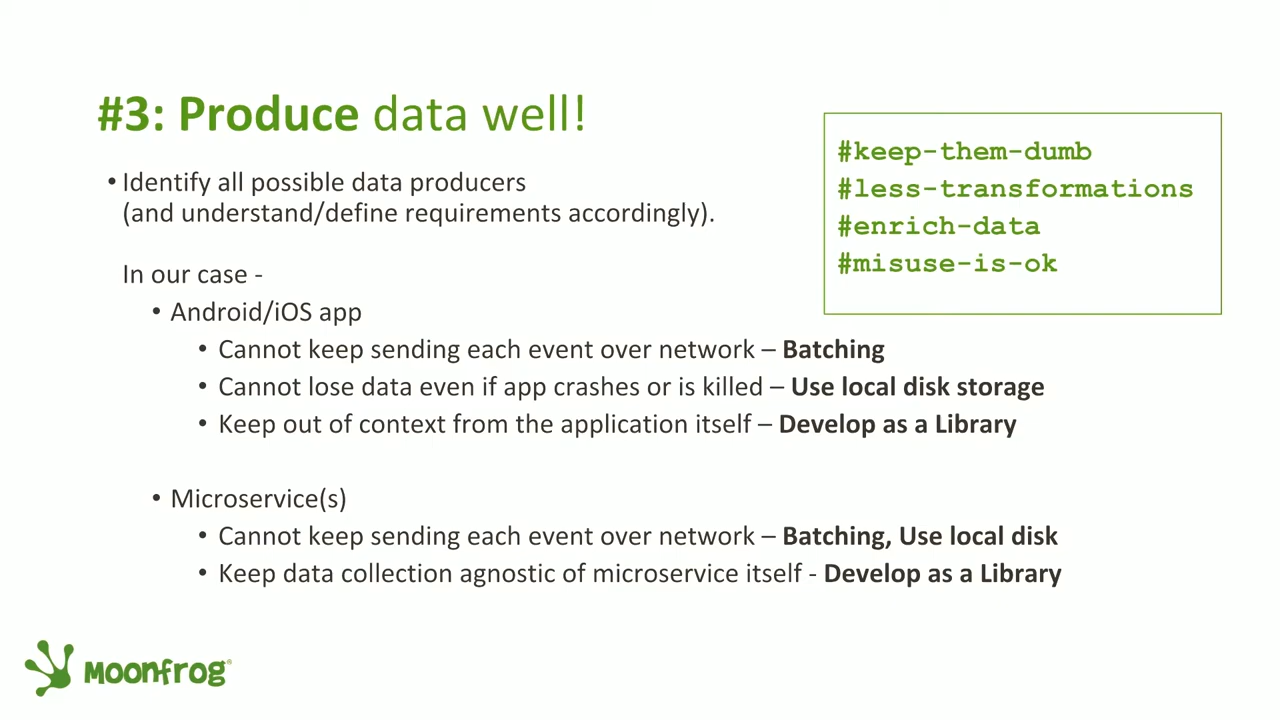 #3: Produce data well!
• Identify all possible data producers
(and understand/define requirements accordingly).
In our case -
• Android/iOS app
• Cannot keep sending each event over network – Batching
• Cannot lose data even if app crashes or is killed – Use local disk storage
• Keep out of context from the application itself – Develop as a Library
• Microservice(s)
• Cannot keep sending each event over network – Batching, Use local disk
• Keep data collection agnostic of microservice itself - Develop as a Library
#keep-them-dumb
#less-transformations
#enrich-data
#misuse-is-ok
Moonfrog®